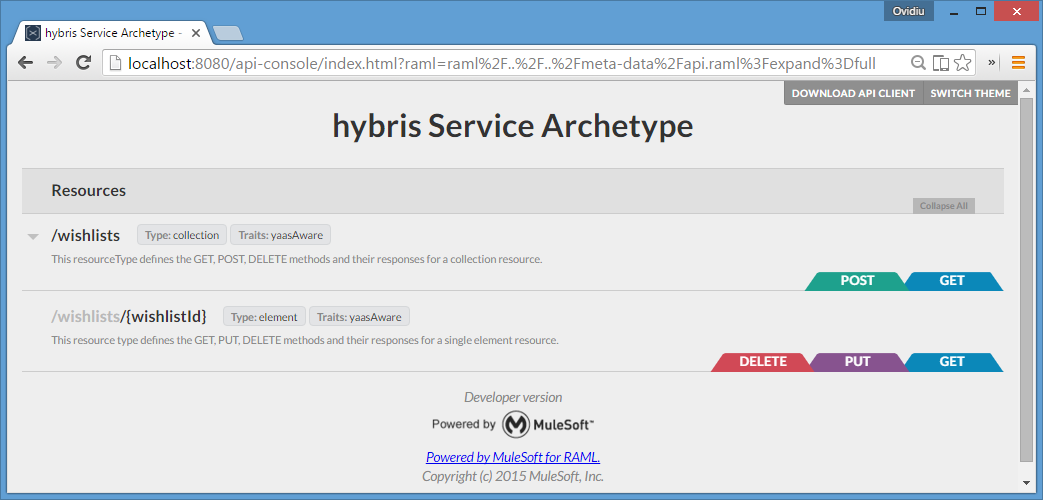 Ovidiu
hybris Service Archetype -
localhost:8080/api-console/index.html?raml=raml%2F..%2F..%2Fmeta-data%2Fapi.raml%3Fexpand%3Dfull
DOWNLOAD API CLIENT SWITCH THEME
hybris Service Archetype
Resources
Collapse All
/wishlists Type: collection Traits: yaasAware
This resourceType defines the GET, POST, DELETE methods and their responses for a collection resource.
POST GET
/wishlists/{wishlistId} Type: element Traits: yaasAware
This resource type defines the GET, PUT, DELETE methods and their responses for a single element resource.
DELETE PUT GET
Developer version
Powered by MuleSoft™
Powered by MuleSoft for RAML.
Copyright (c) 2015 MuleSoft, Inc.